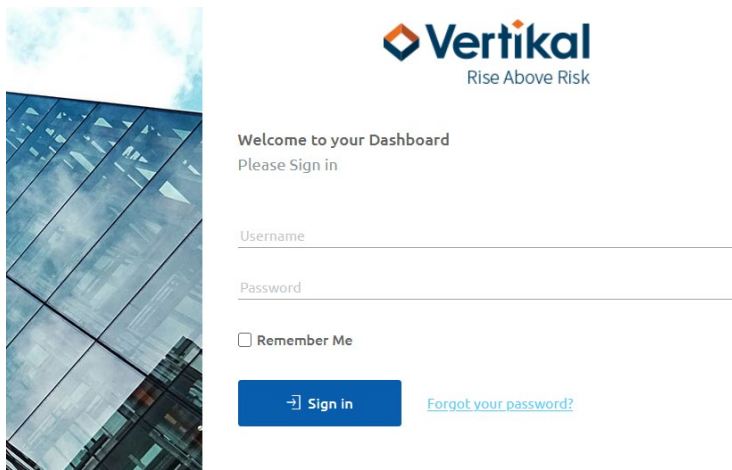 Vertikal
Rise Above Risk
Welcome to your Dashboard
Please Sign in
Username
Password
Remember Me
Sign in
Forgot your password?